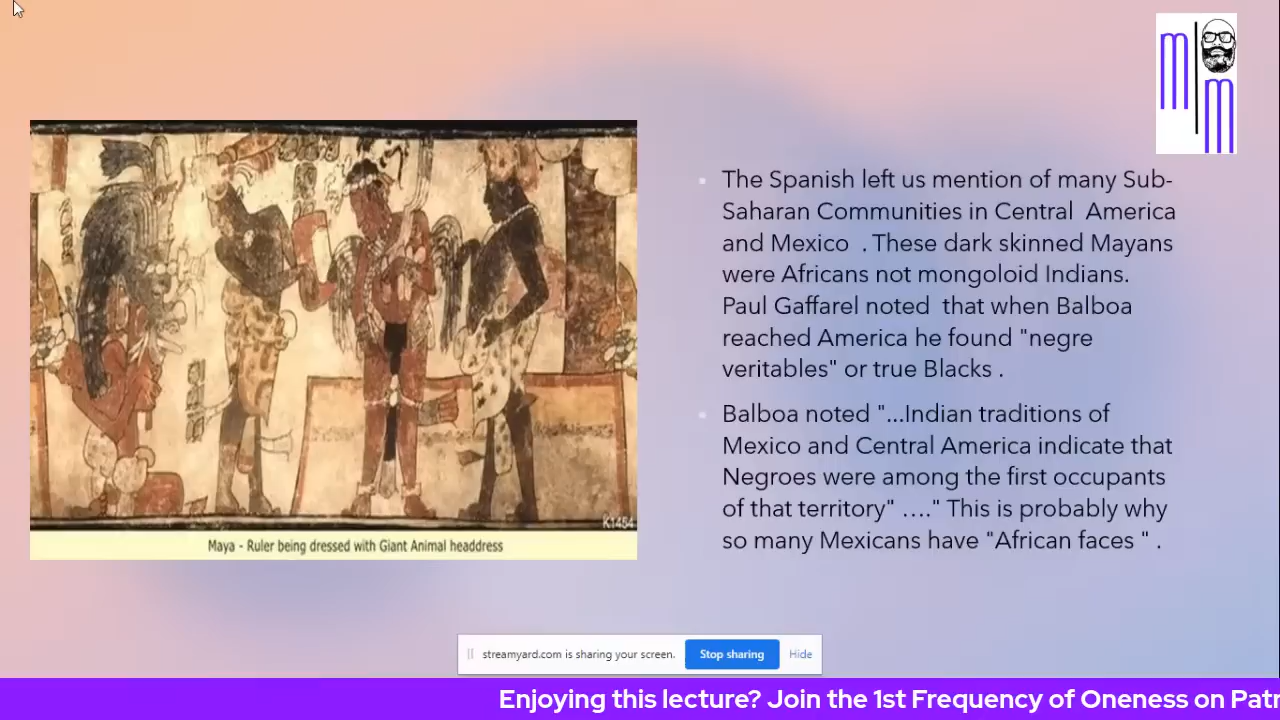 m
m
The Spanish left us mention of many Sub-
Saharan Communities in Central  America
and Mexico  . These dark skinned Mayans
were Africans not mongoloid Indians.
Paul Gaffarel noted  that when Balboa
reached America he found "negre
veritables" or true Blacks .
Balboa noted "...Indian traditions of
Mexico and Central America indicate that
Negroes were among the first occupants
of that territory" …." This is probably why
so many Mexicans have "African faces " .
K1454
Maya - Ruler being dressed with Giant Animal headdress
streamyard.com is sharing your screen.
Stop sharing
Hide
Enjoying this lecture? Join the 1st Frequency of Oneness on Patr